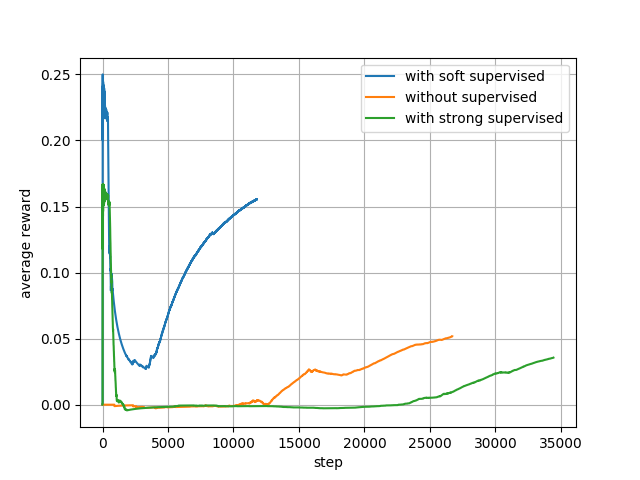 0.25
0.20
0.15
0.10
0.05
0.00
average reward
with soft supervised
without supervised
with strong supervised
0 5000 10000 15000 20000 25000 30000 35000
step